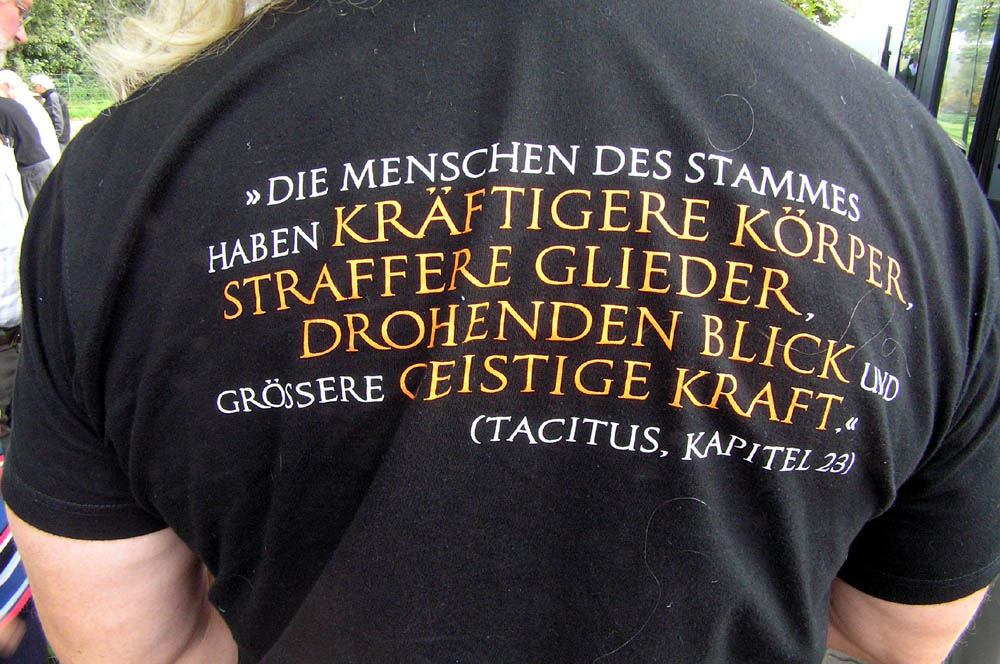 »DIE MENSCHEN DES STAMMES
HABEN KRÄFTIGERE KÖRPER,
STRAFFERE GLIEDER,
DROHENDEN BLICK UND
GRÖSSERE GEISTIGE KRAFT.«
(TACITUS, KAPITEL 23)